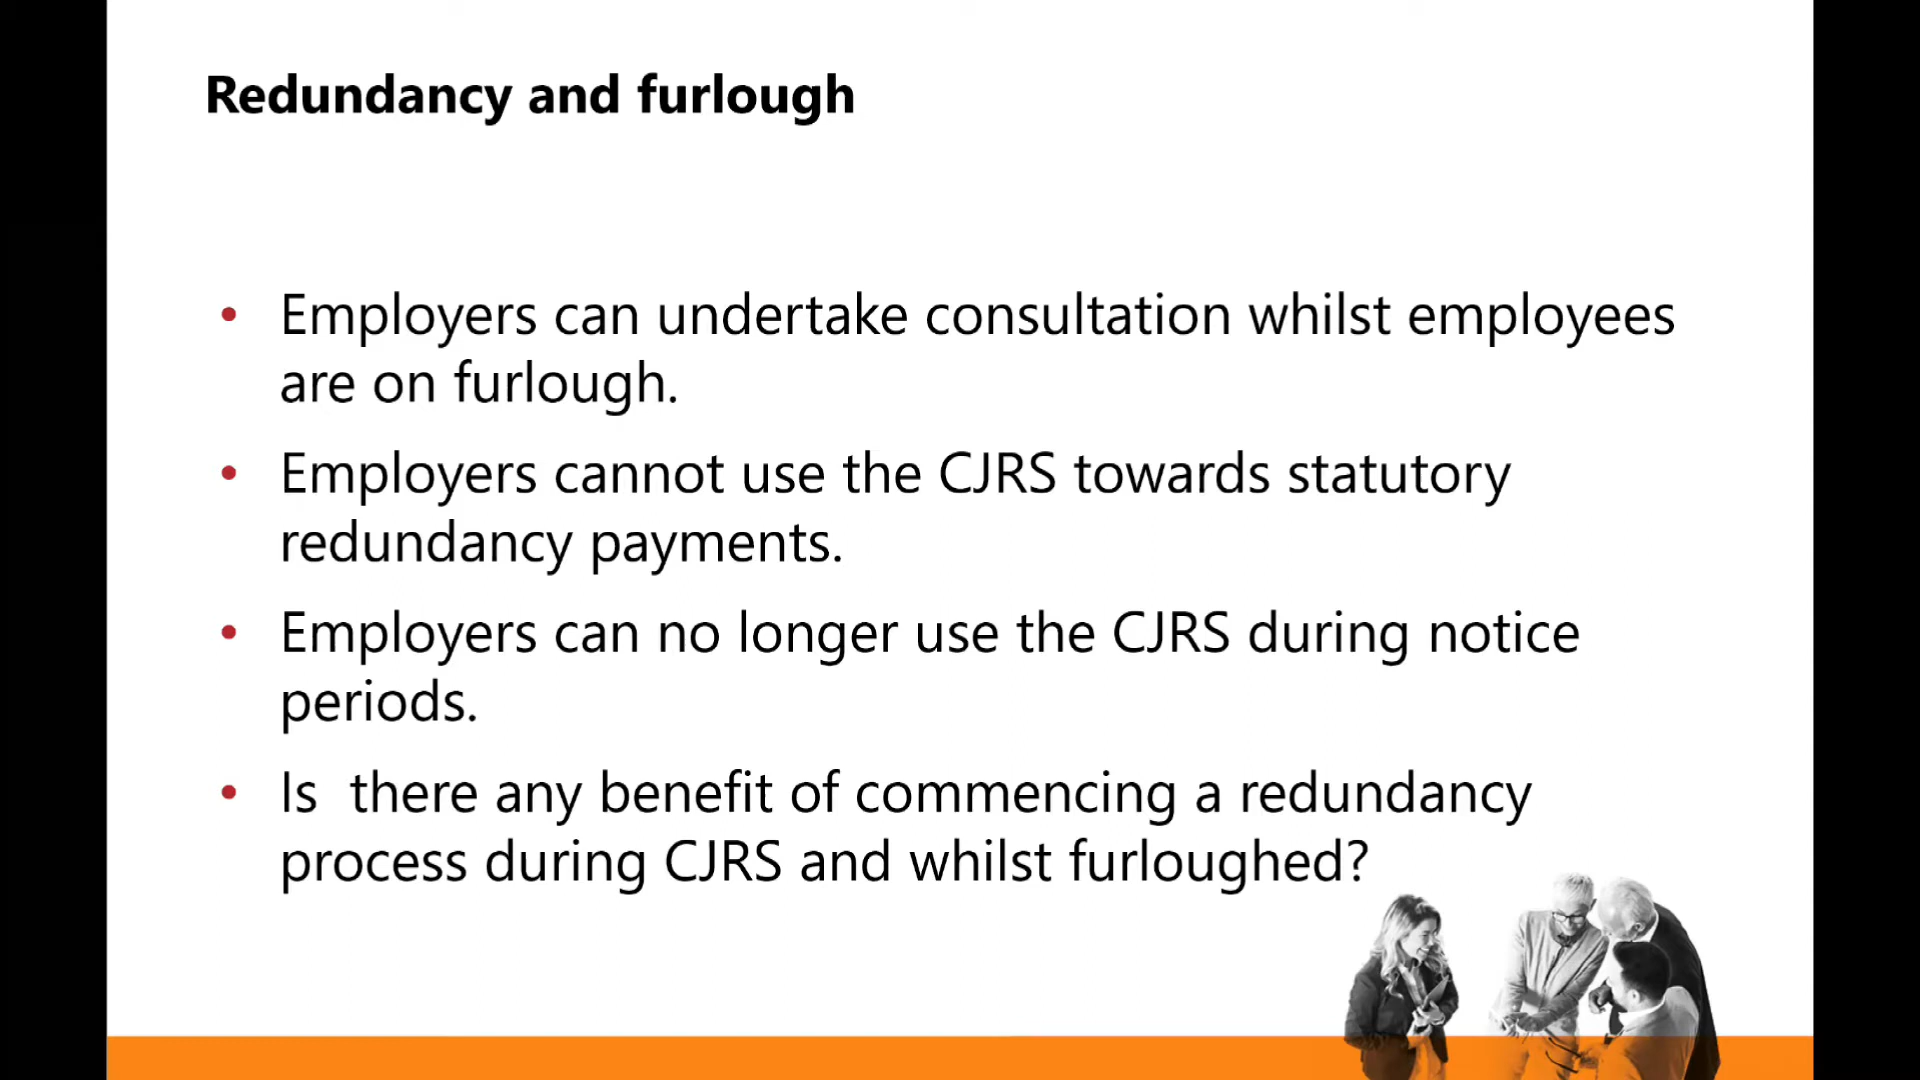 Redundancy and furlough
• Employers can undertake consultation whilst employees
are on furlough.
• Employers cannot use the CJRS towards statutory
redundancy payments.
• Employers can no longer use the CJRS during notice
periods.
• Is  there any benefit of commencing a redundancy
process during CJRS and whilst furloughed?